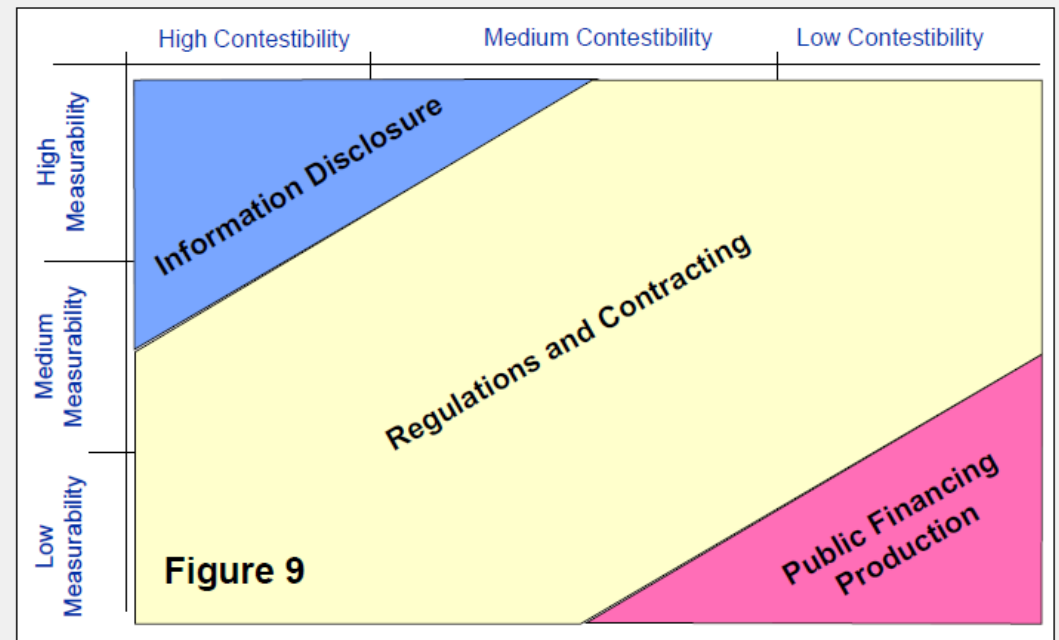 High Contestibility
Medium Contestibility
Low Contestibility
High
Measurability
Medium
Measurability
Low
Measurability
Information Disclosure
Regulations and Contracting
Public Financing
Production
Figure 9